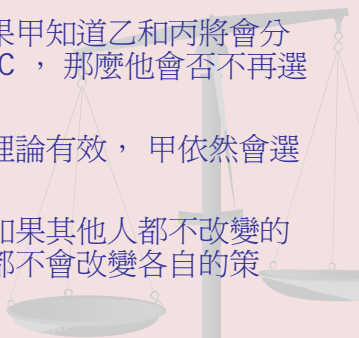 果甲知道乙和丙將會分
C ， 那麼他會否不再選
理論有效， 甲依然會選
如果其他人都不改變的
都不會改變各自的策